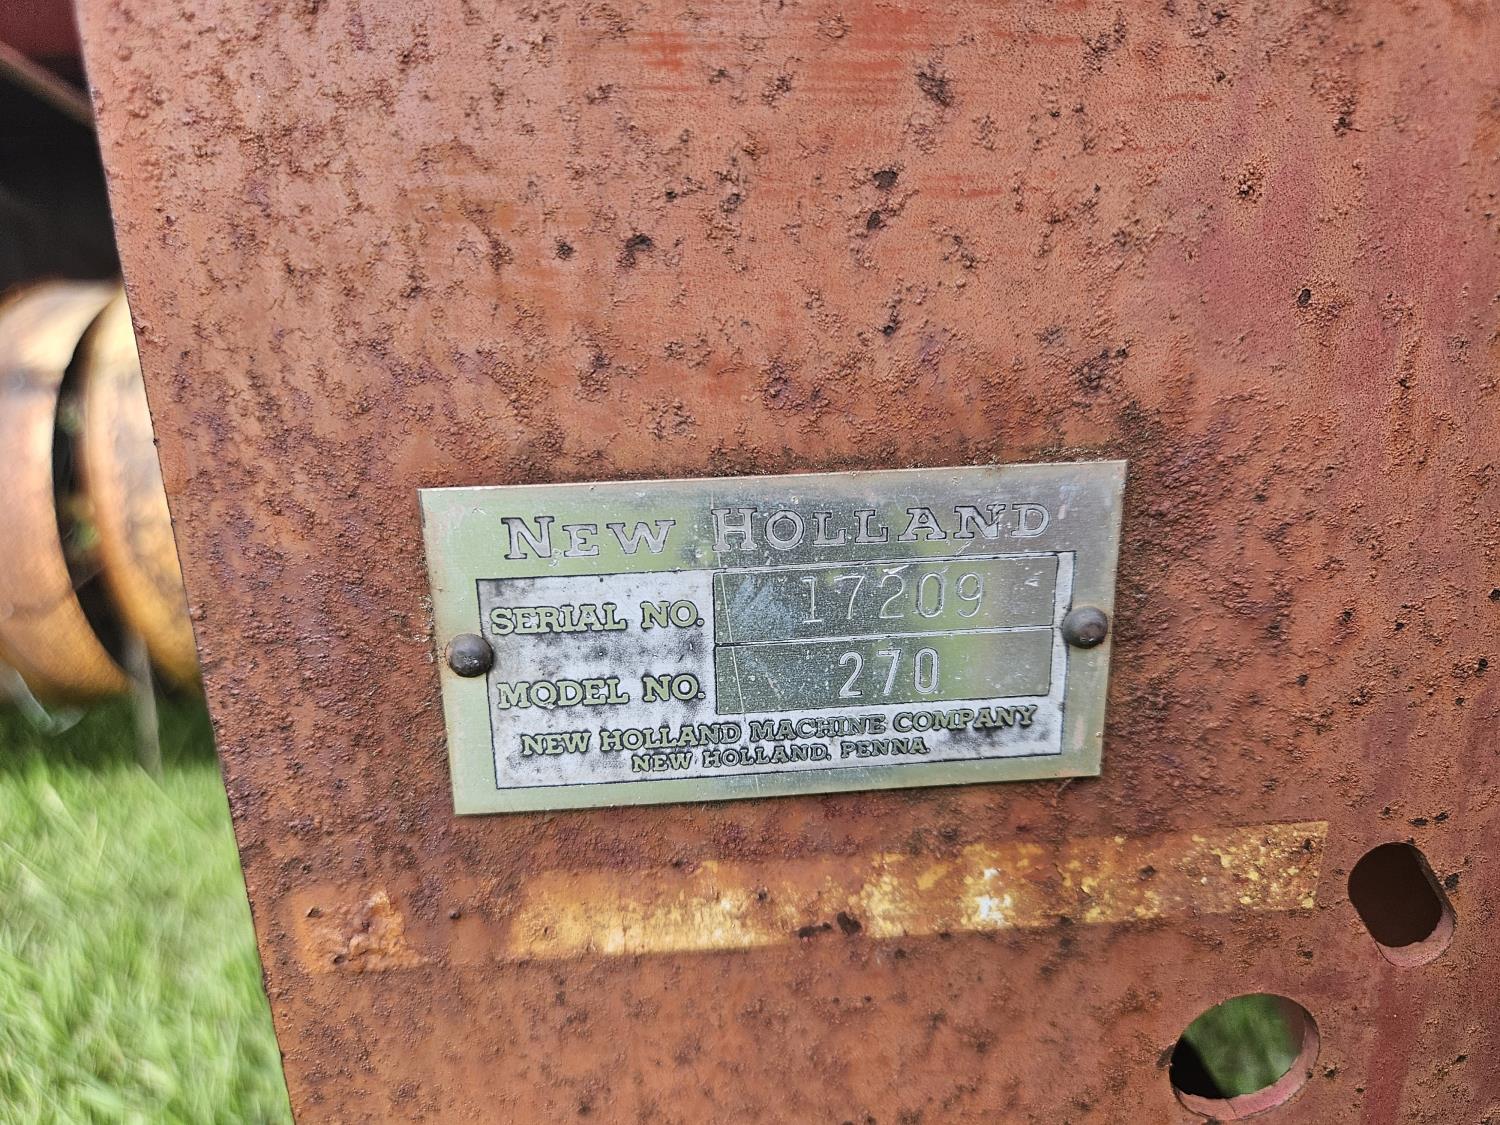 NEW HOLLAND
SERIAL NO. 17209
MODEL NO. 270
NEW HOLLAND MACHINE COMPANY
NEW HOLLAND, PENNA.